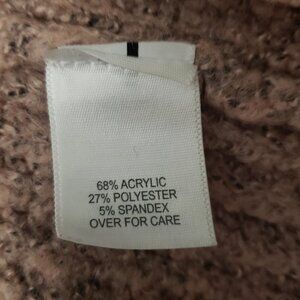 68% ACRYLIC
27% POLYESTER
5% SPANDEX
OVER FOR CARE